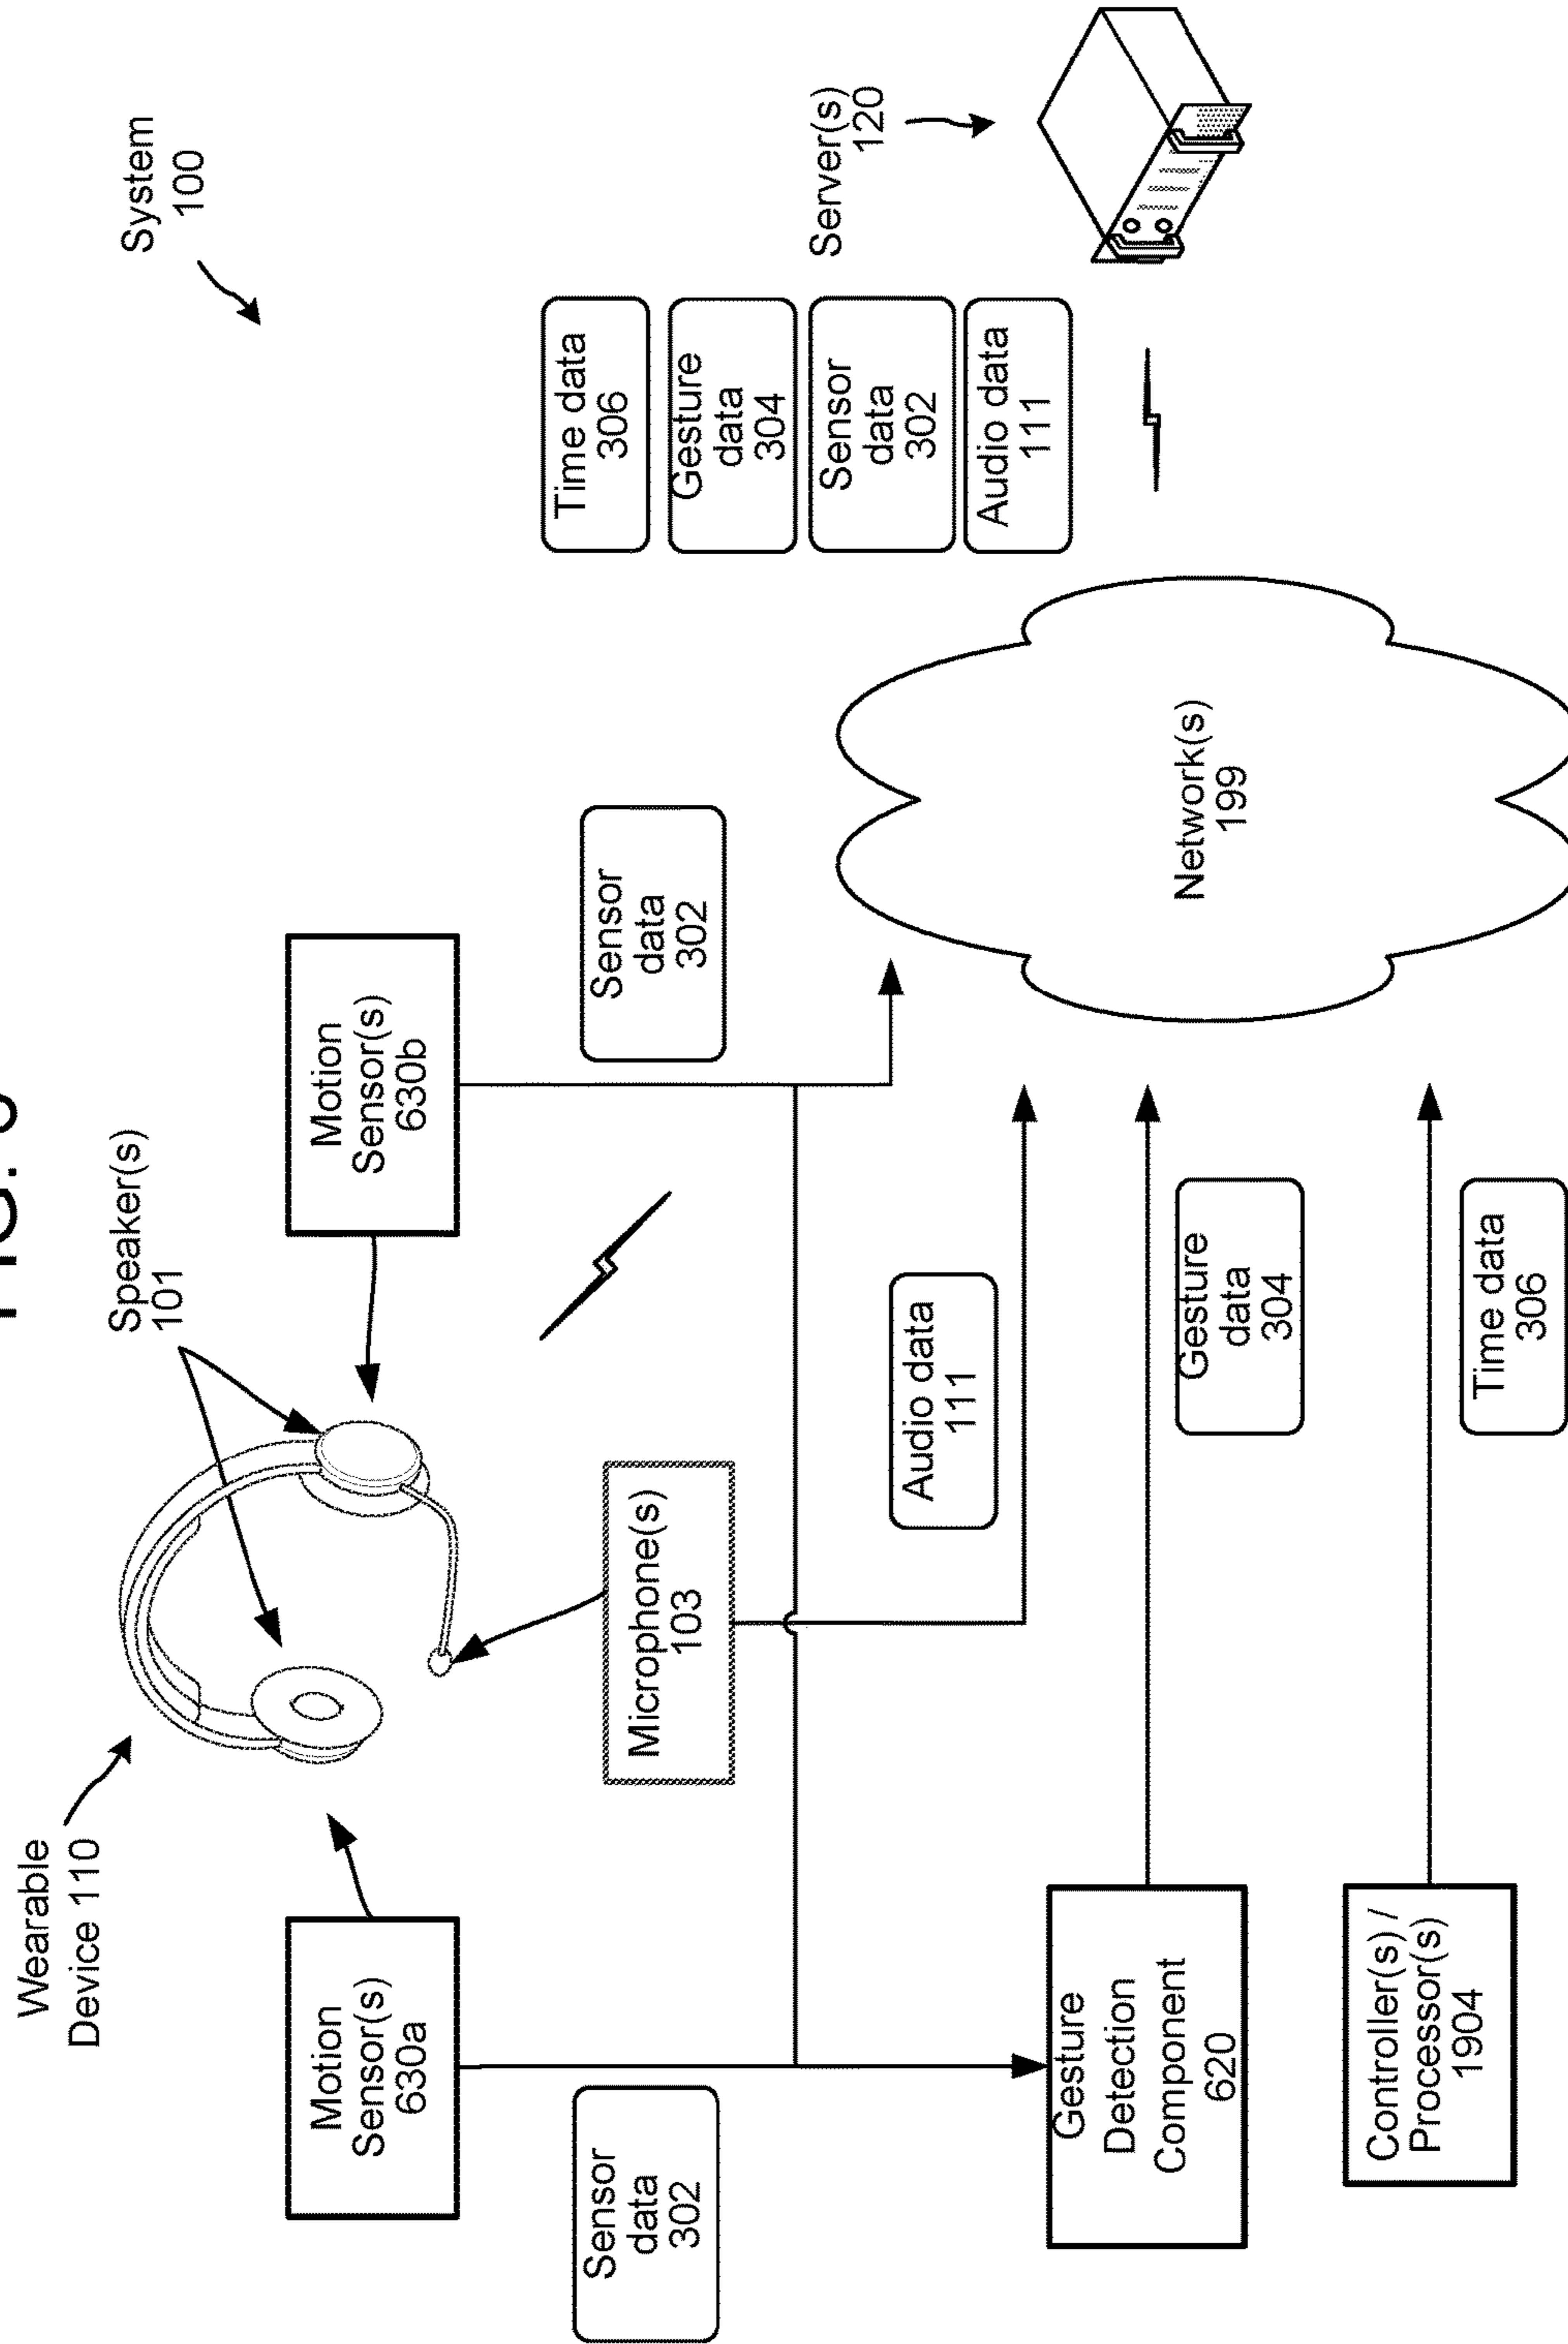 FIG.
Wearable
Device 110
Speaker(s)
101
System
100
Motion
Sensor(s)
630a
Motion
Sensor(s)
630b
Sensor
data
302
Microphone(s)
103
Sensor
data
302
Time data
306
Gesture
data
304
Sensor
data
302
Audio data
111
Server(s)
120
Audio data
111
Gesture
Detection
Component
620
Gesture
data
304
Network(s)
199
Controller(s) /
Processor(s)
1904
Time data
306